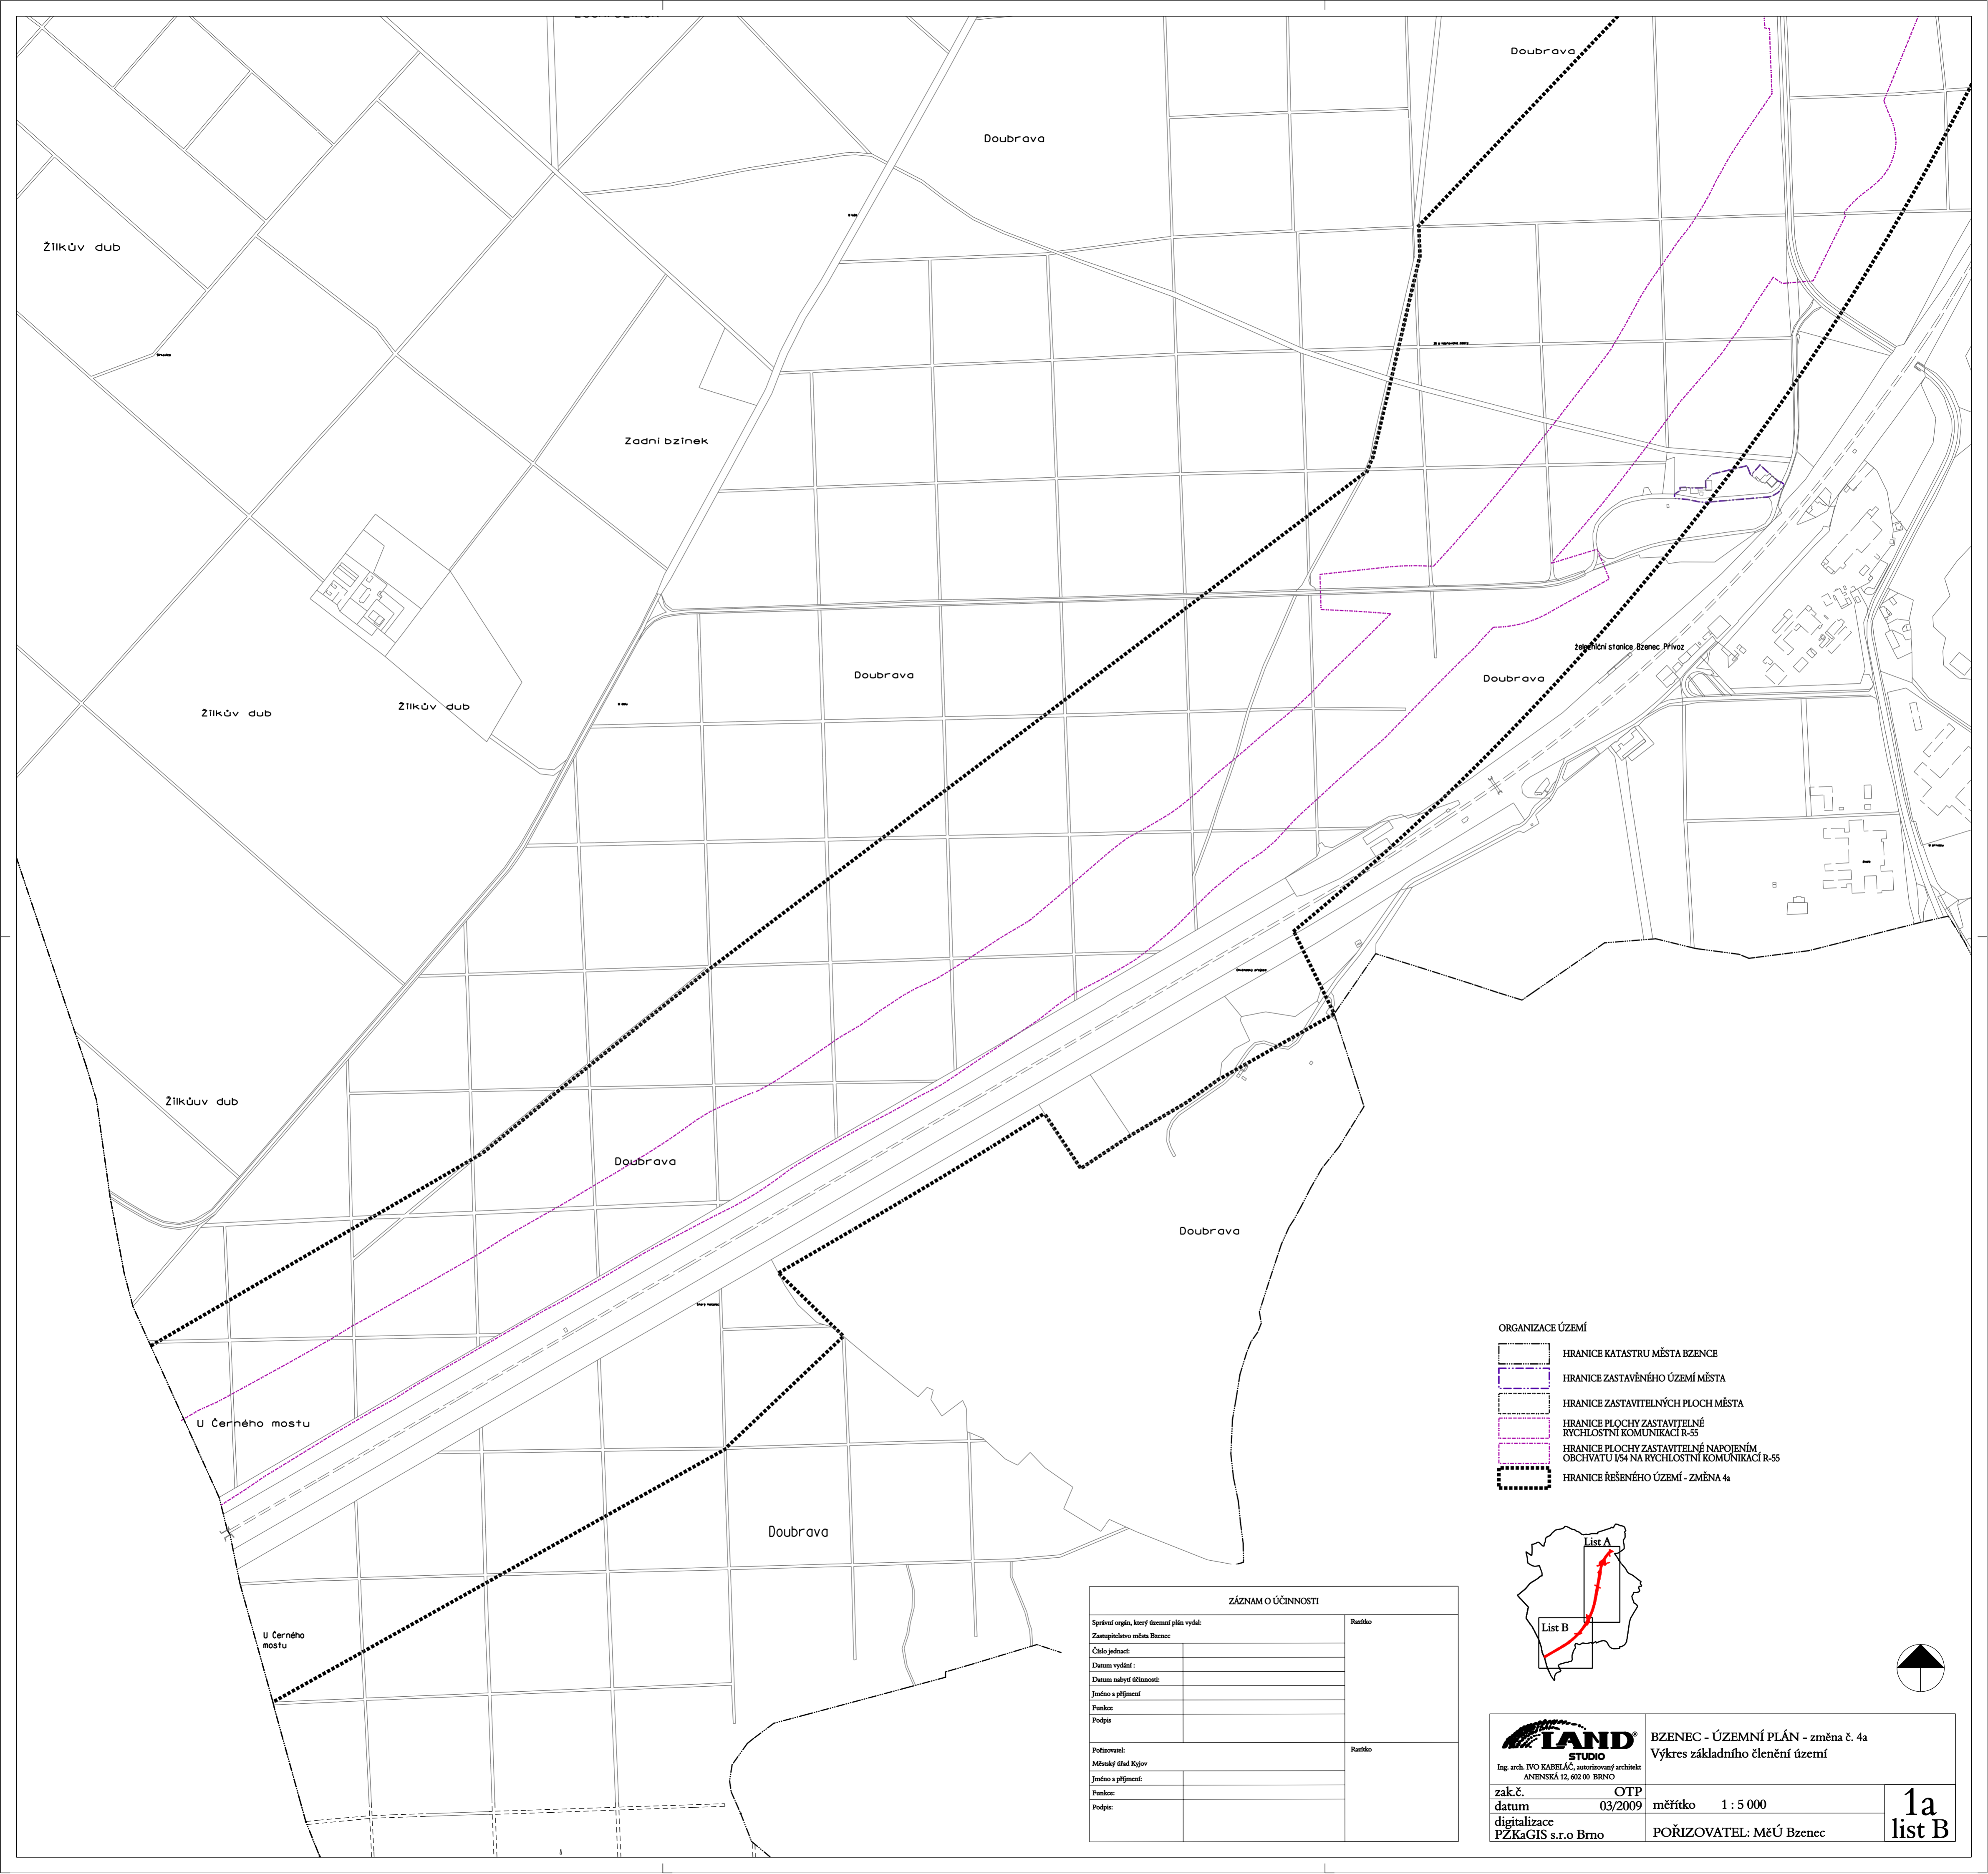 Doubrava
Doubrava
Žílkův dub
Zadní bzínek
železniční stanice Bzenec Přívoz
Doubrava
Doubrava
Žílkův dub
Žílkův dub
Žílkůuv dub
Doubrava
Doubrava
U Černého mostu
Doubrava
U Černého
mostu
ORGANIZACE ÚZEMÍ
HRANICE KATASTRU MĚSTA BZENCE
HRANICE ZASTAVĚNÉHO ÚZEMÍ MĚSTA
HRANICE ZASTAVITELNÝCH PLOCH MĚSTA
HRANICE PLOCHY ZASTAVITELNÉ
RYCHLOSTNÍ KOMUNIKACÍ R-55
HRANICE PLOCHY ZASTAVITELNÉ NAPOJENÍM
OBCHVATU I/54 NA RYCHLOSTNÍ KOMUNIKACÍ R-55
HRANICE ŘEŠENÉHO ÚZEMÍ - ZMĚNA 4a
List A
List B
ZÁZNAM O ÚČINNOSTI
Správní orgán, který územní plán vydal:
Razítko
Zastupitelstvo města Bzenec
Číslo jednací:
Datum vydání :
Datum nabytí účinnosti:
Jméno a příjmení
Funkce
Podpis
Pořizovatel:
Razítko
Městský úřad Kyjov
Jméno a příjmení:
Funkce:
Podpis:
LAND®
STUDIO
Ing. arch. IVO KABELÁČ, autorizovaný architekt
ANENSKÁ 12, 602 00 BRNO
BZENEC - ÚZEMNÍ PLÁN - změna č. 4a
Výkres základního členění území
zak.č. OTP
datum 03/2009
digitalizace
PŽKaGIS s.r.o Brno
měřítko 1 : 5 000
POŘIZOVATEL: MěÚ Bzenec
1a
list B